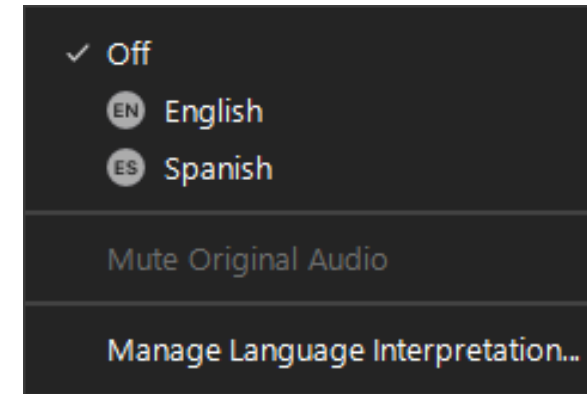 Off
EN English
ES Spanish
Mute Original Audio
Manage Language Interpretation...